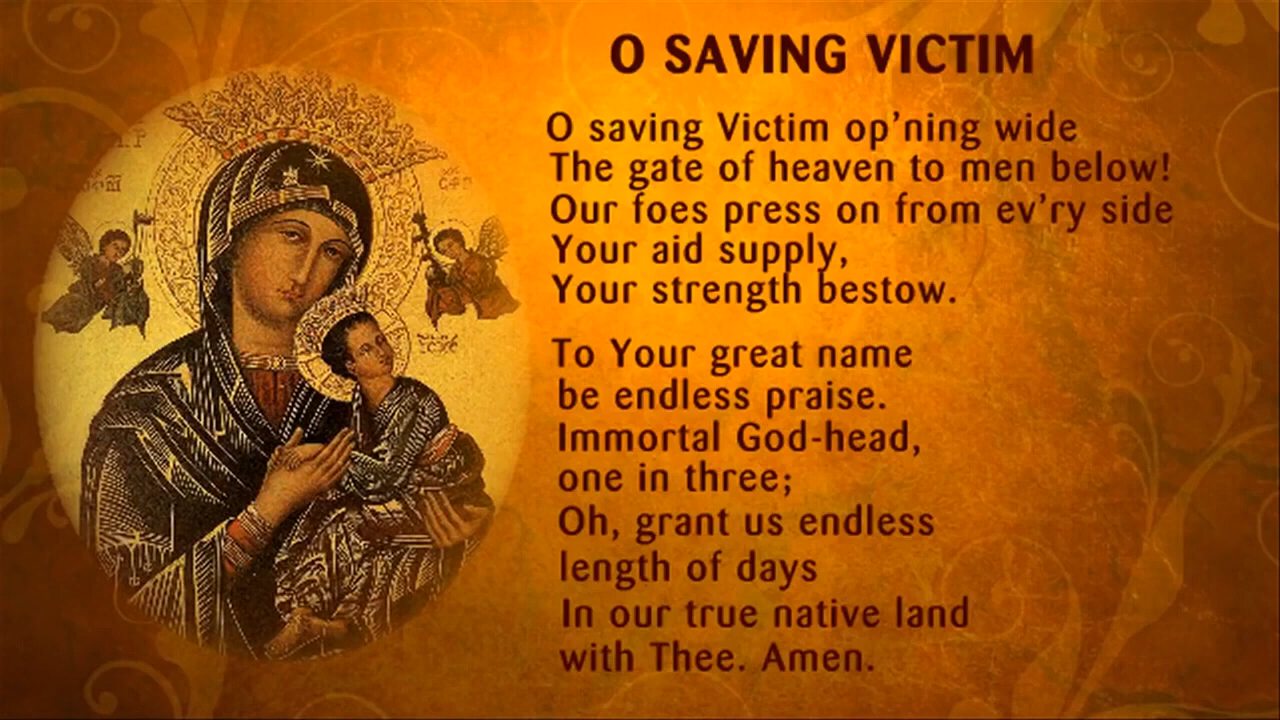 O SAVING VICTIM
O saving Victim op’ning wide
The gate of heaven to men below!
Our foes press on from ev’ry side
Your aid supply,
Your strength bestow.
To Your great name
be endless praise.
Immortal God-head,
one in three;
Oh, grant us endless
length of days
In our true native land
with Thee. Amen.